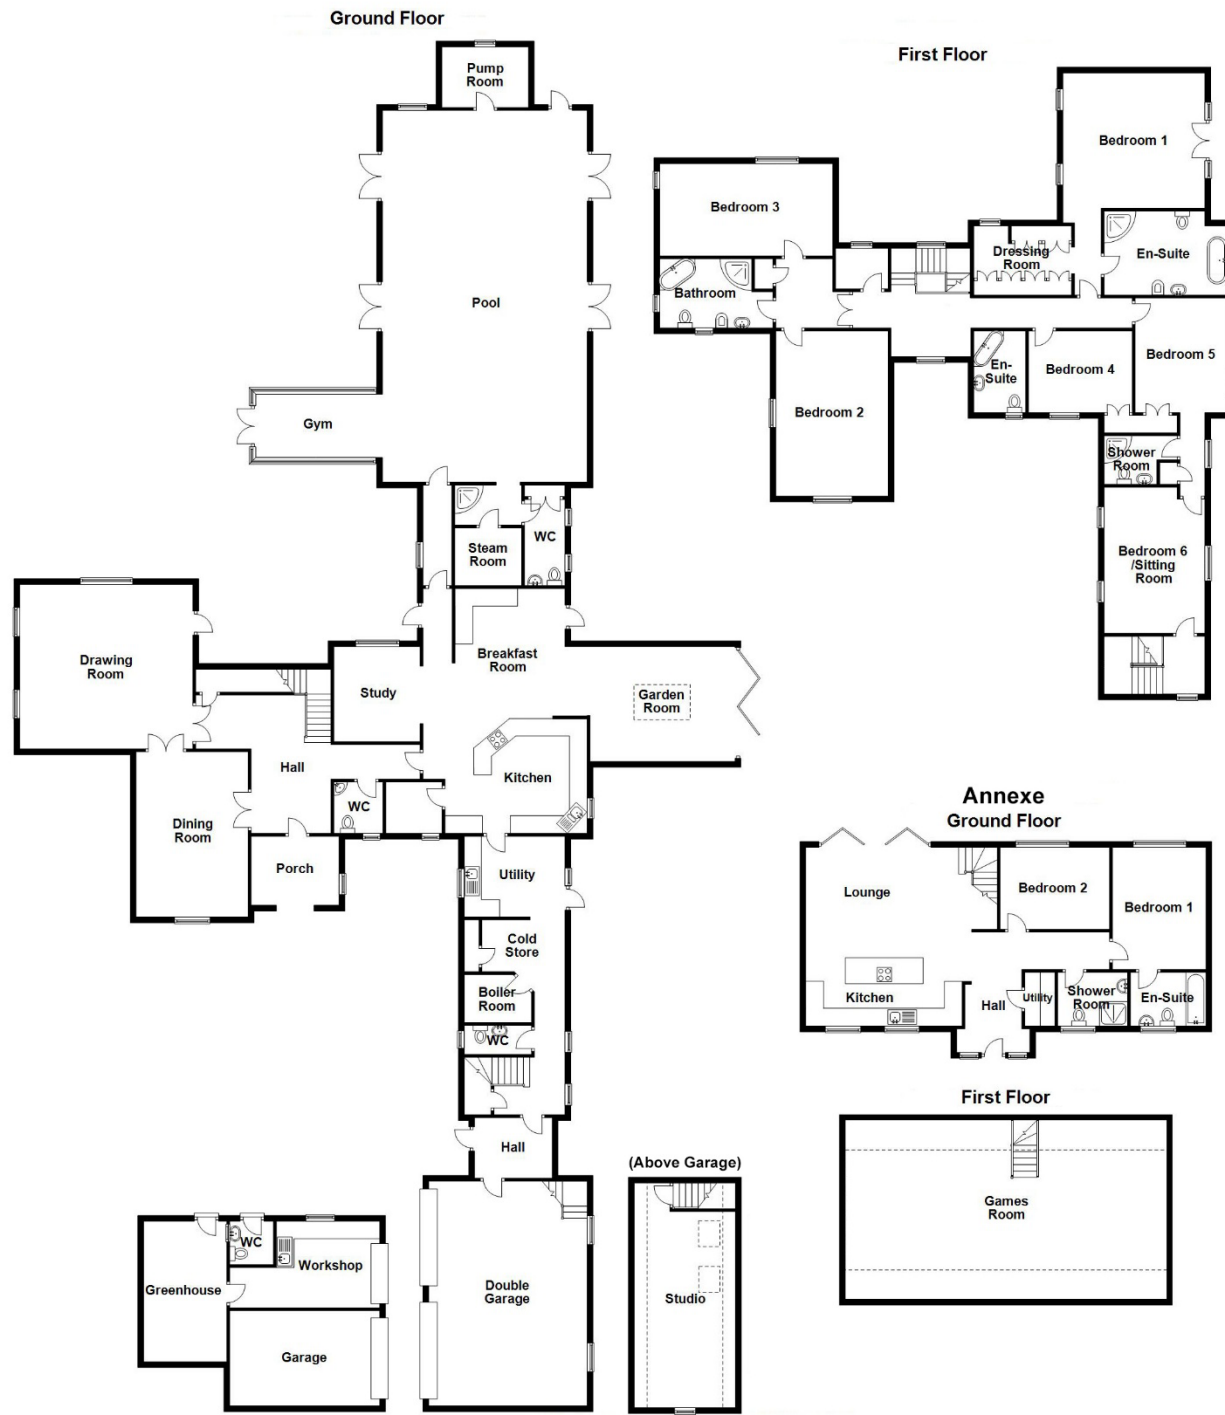 Ground Floor
Pump
Room
Pool
Gym
Steam
Room
WC
Drawing
Room
Breakfast
Room
Study
Garden
Room
Hall
Kitchen
WC
Dining
Room
Porch
Utility
Cold
Store
Boiler
Room
WC
Hall
WC
Workshop
Greenhouse
Garage
Double
Garage
(Above Garage)
Studio
First Floor
Bedroom 1
Bedroom 3
Dressing
Room
En-Suite
Bathroom
Bedroom 5
En-
Suite
Bedroom 4
Bedroom 2
Shower
Room
Bedroom 6
/Sitting
Room
Annexe
Ground Floor
Lounge
Bedroom 2
Bedroom 1
Kitchen
Hall
Utility
Shower
Room
En-Suite
First Floor
Games
Room